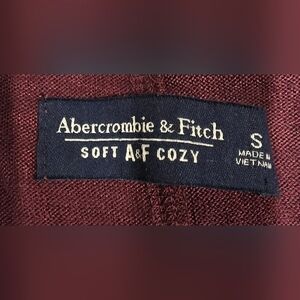 Abercrombie & Fitch
SOFT A&F COZY
S
MADE IN
VIETNAM